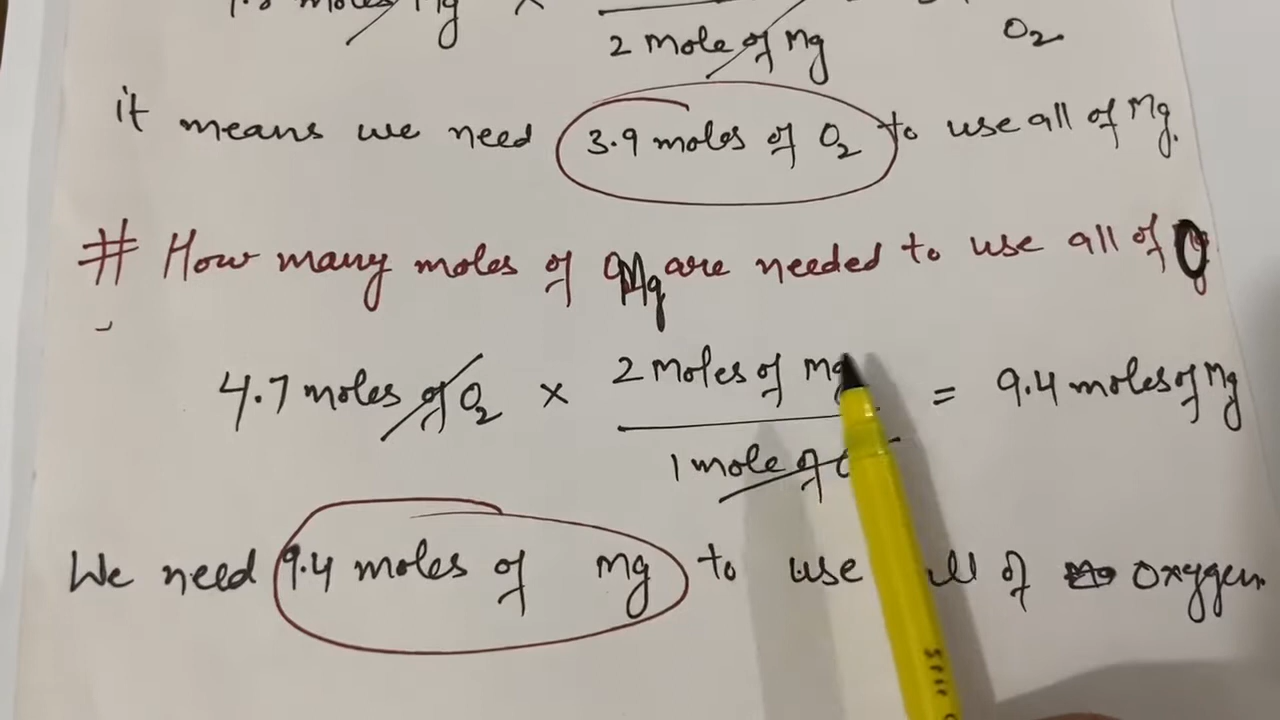 moles Mg ×
2 mole of Mg O₂
it means we need 3.9 moles of O₂ to use all of Mg.
# How many moles of Mg are needed to use all of O
4.7 moles of O₂ × 2 moles of Mg = 9.4 moles of Mg
1 mole of
We need 9.4 moles of Mg to use all of oxygen.